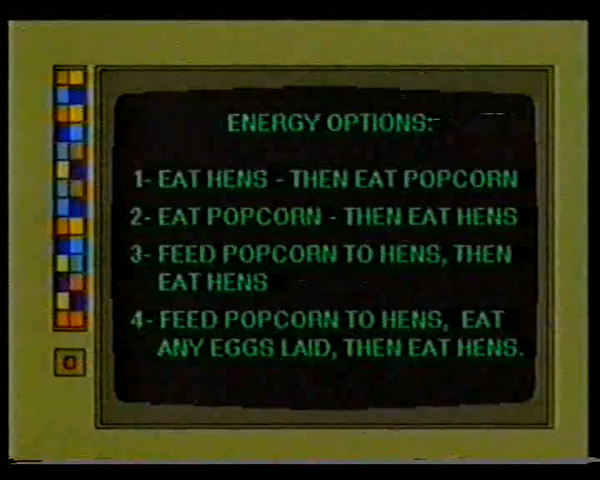 ENERGY OPTIONS:
1- EAT HENS - THEN EAT POPCORN
2- EAT POPCORN - THEN EAT HENS
3- FEED POPCORN TO HENS, THEN
EAT HENS
4- FEED POPCORN TO HENS, EAT
ANY EGGS LAID, THEN EAT HENS.
0